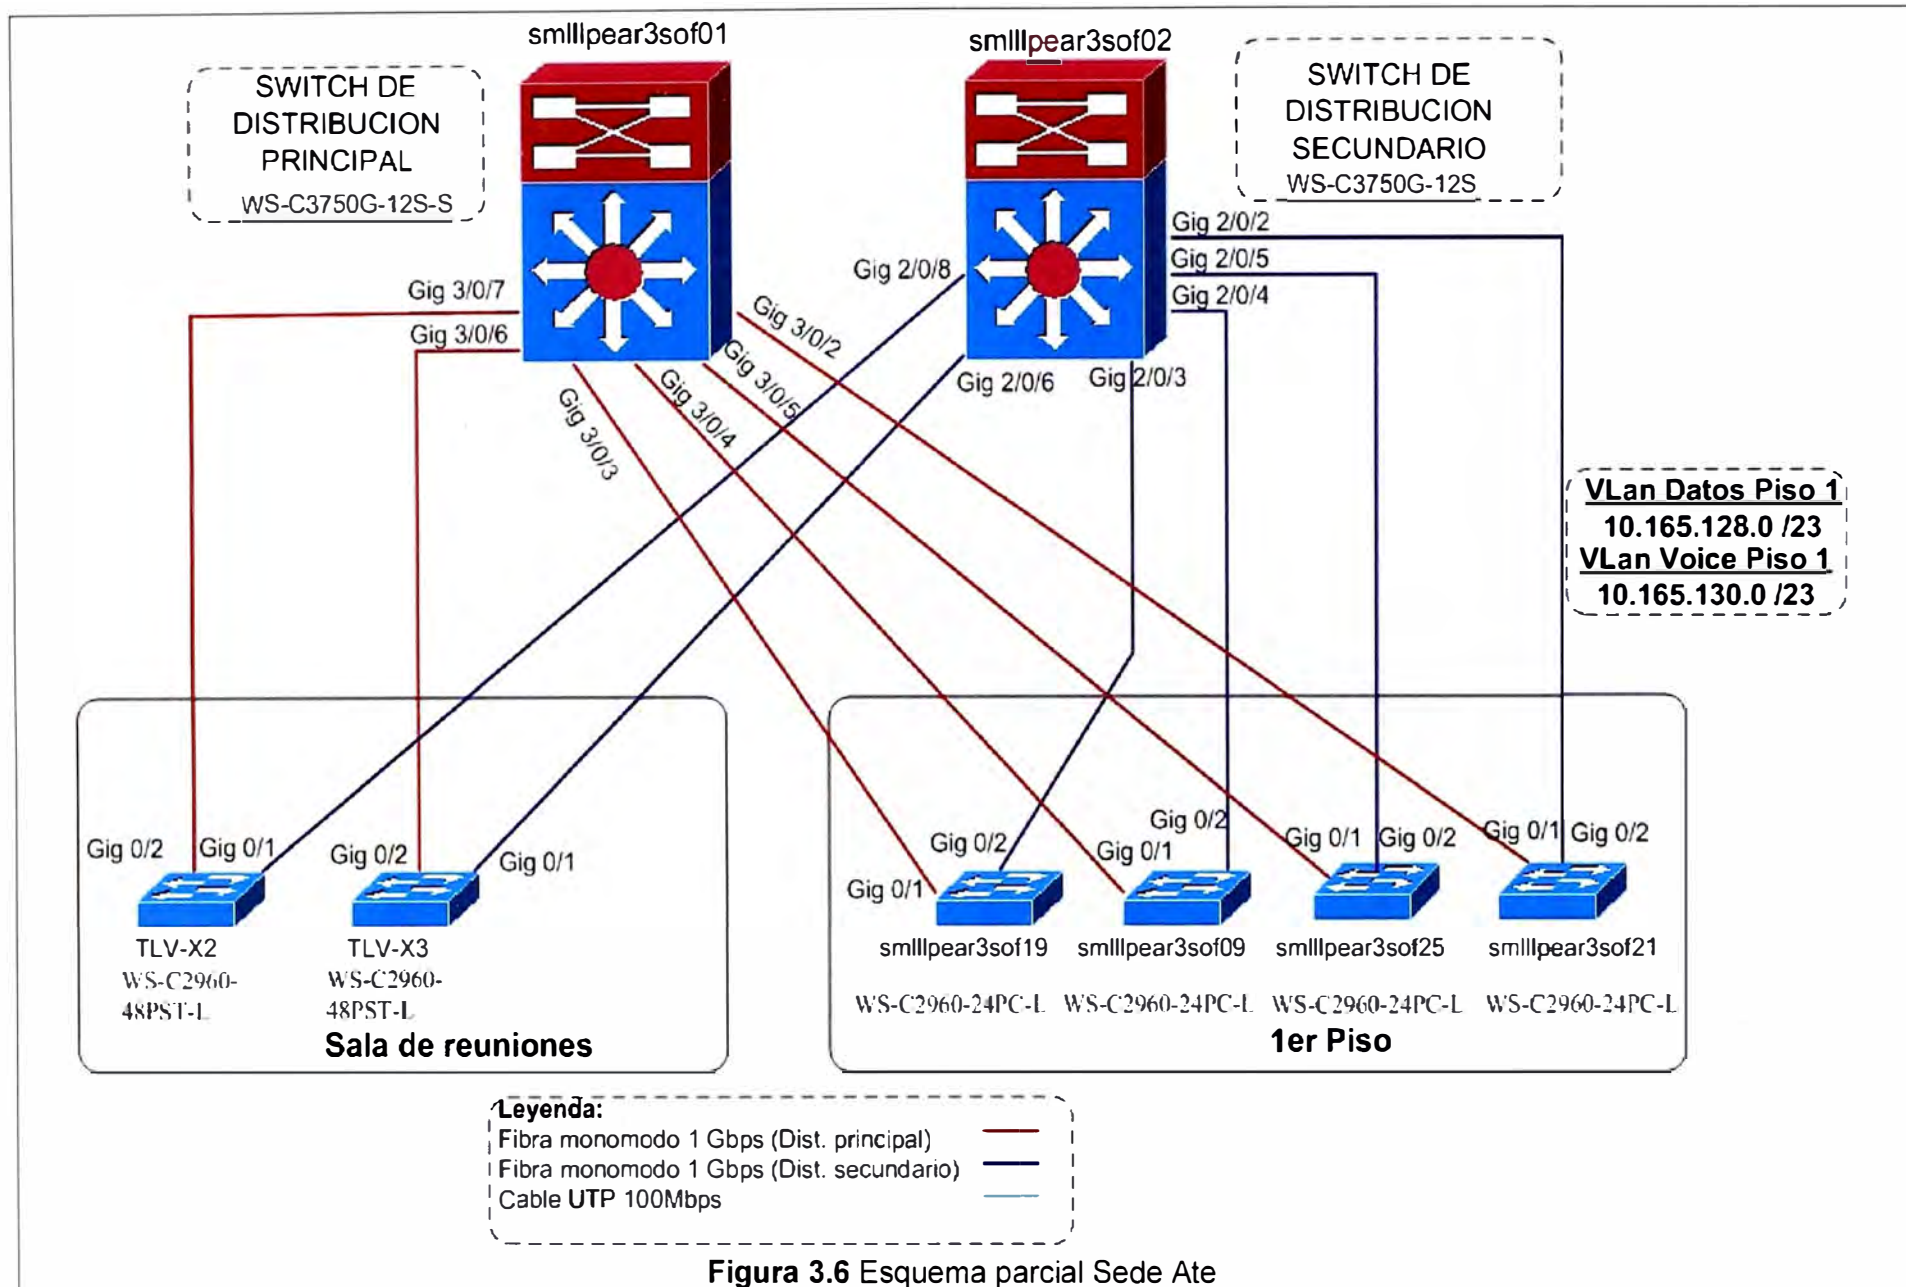 smIIIpear3sof01
smIIIpear3sof02
SWITCH DE
DISTRIBUCION
PRINCIPAL
WS-C3750G-12S-S
SWITCH DE
DISTRIBUCION
SECUNDARIO
WS-C3750G-12S
Gig 3/0/7
Gig 3/0/6
Gig 3/0/3
Gig 3/0/4
Gig 3/0/5
Gig 3/0/2
Gig 2/0/8
Gig 2/0/6
Gig 2/0/3
Gig 2/0/2
Gig 2/0/5
Gig 2/0/4
VLan Datos Piso 1
10.165.128.0 /23
VLan Voice Piso 1
10.165.130.0 /23
Gig 0/2
Gig 0/1
Gig 0/2
Gig 0/1
Gig 0/1
Gig 0/2
Gig 0/1
Gig 0/2
Gig 0/1
Gig 0/2
Gig 0/1
Gig 0/2
TLV-X2
WS-C2960-
48PST-L
TLV-X3
WS-C2960-
48PST-L
Sala de reuniones
smIIIpear3sof19
smIIIpear3sof09
smIIIpear3sof25
smIIIpear3sof21
WS-C2960-24PC-L
WS-C2960-24PC-L
WS-C2960-24PC-L
WS-C2960-24PC-L
1er Piso
Leyenda:
Fibra monomodo 1 Gbps (Dist. principal)
Fibra monomodo 1 Gbps (Dist. secundario)
Cable UTP 100Mbps
Figura 3.6 Esquema parcial Sede Ate